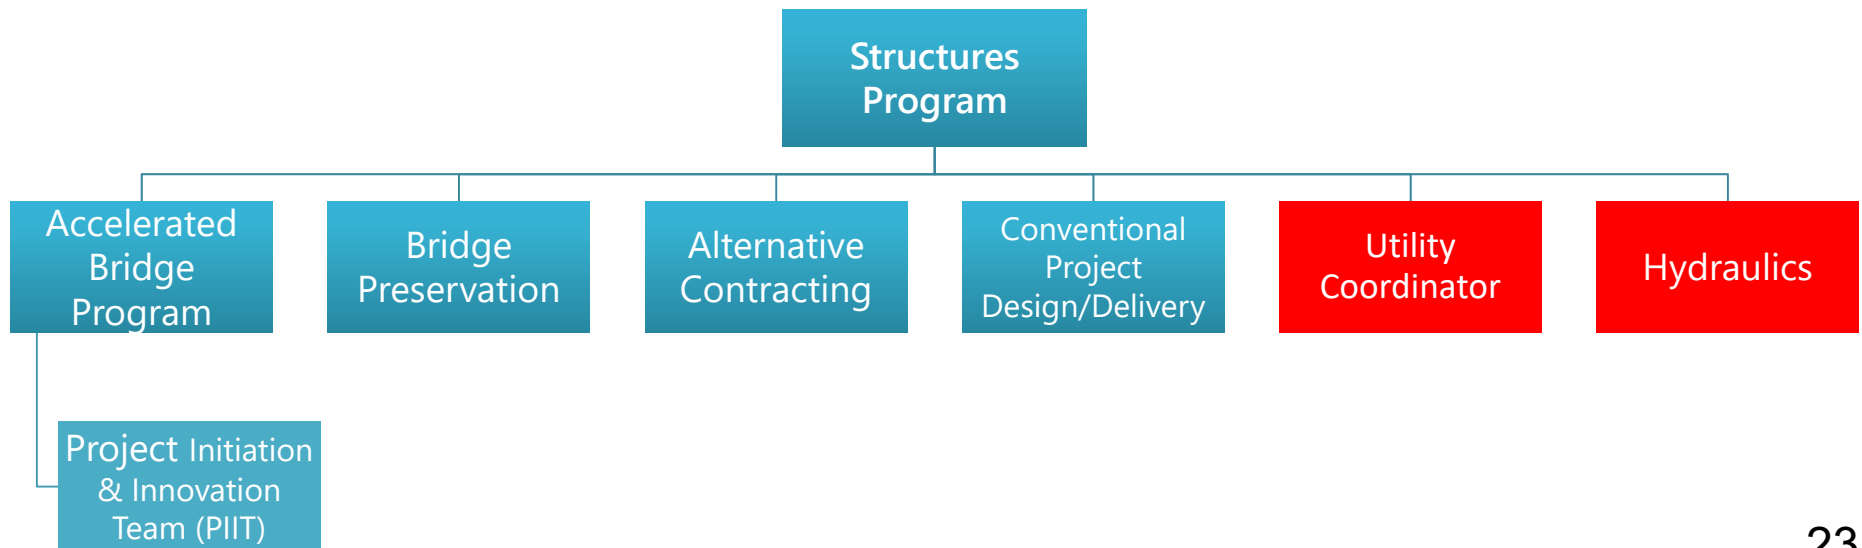 Structures
Program
Accelerated
Bridge
Program
Bridge
Preservation
Alternative
Contracting
Conventional
Project
Design/Delivery
Utility
Coordinator
Hydraulics
Project Initiation
& Innovation
Team (PIIT)
23